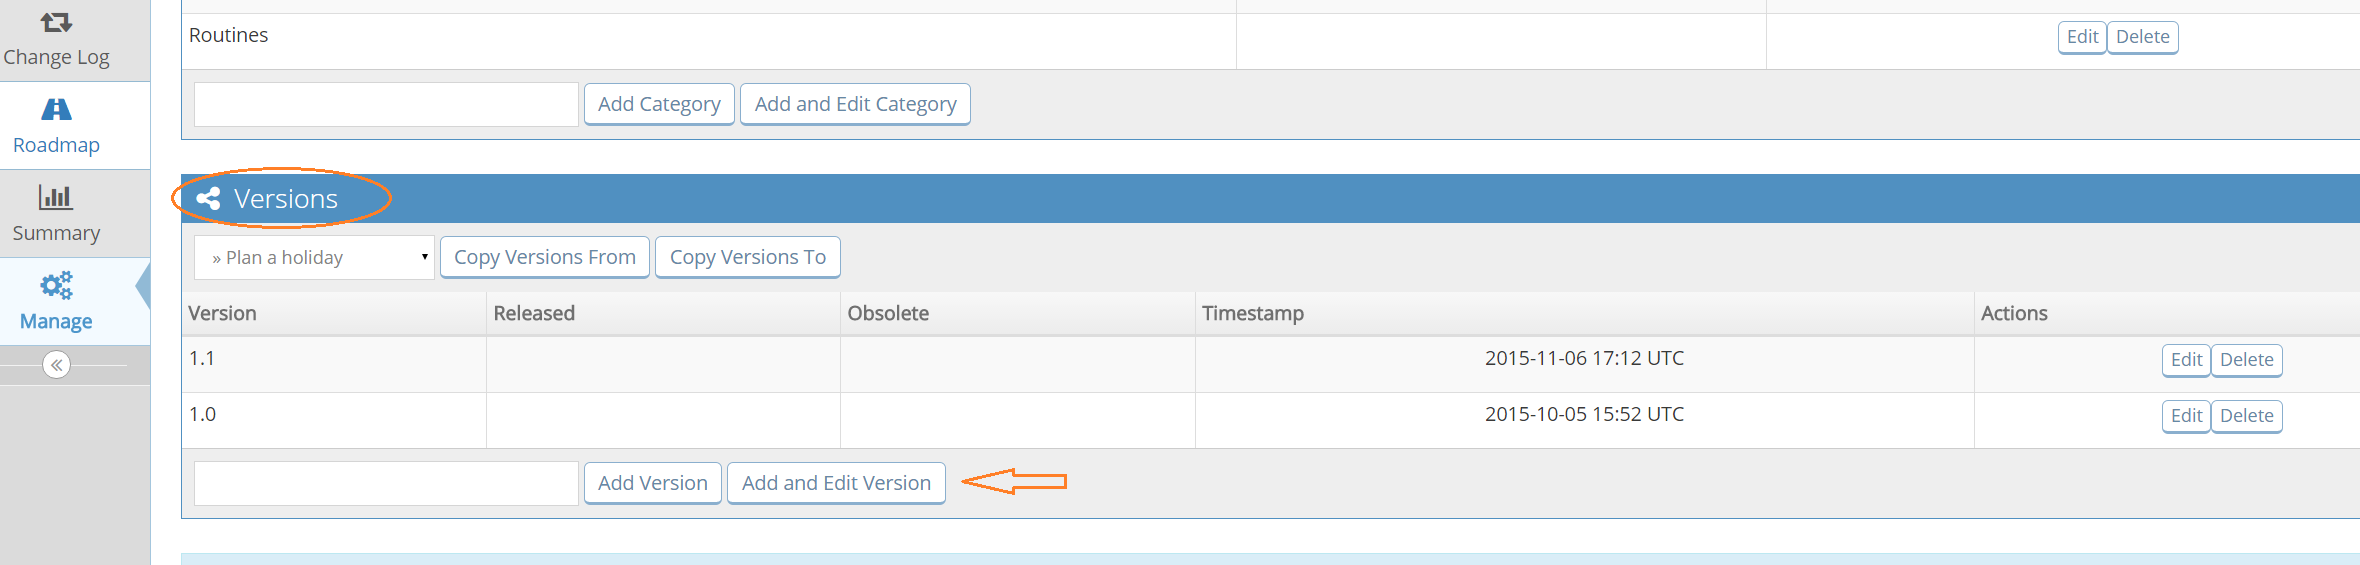 Change Log
Roadmap
Summary
Manage
Routines
Edit Delete
Add Category Add and Edit Category
Versions
» Plan a holiday Copy Versions From Copy Versions To
Version Released Obsolete Timestamp Actions
1.1 2015-11-06 17:12 UTC Edit Delete
1.0 2015-10-05 15:52 UTC Edit Delete
Add Version Add and Edit Version